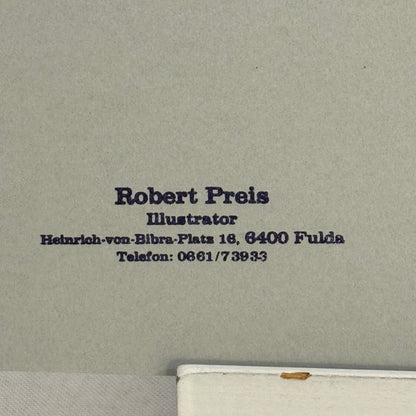 Robert Preis
Illustrator
Heinrich-von-Bibra-Platz 16, 6400 Fulda
Telefon: 0661/73933